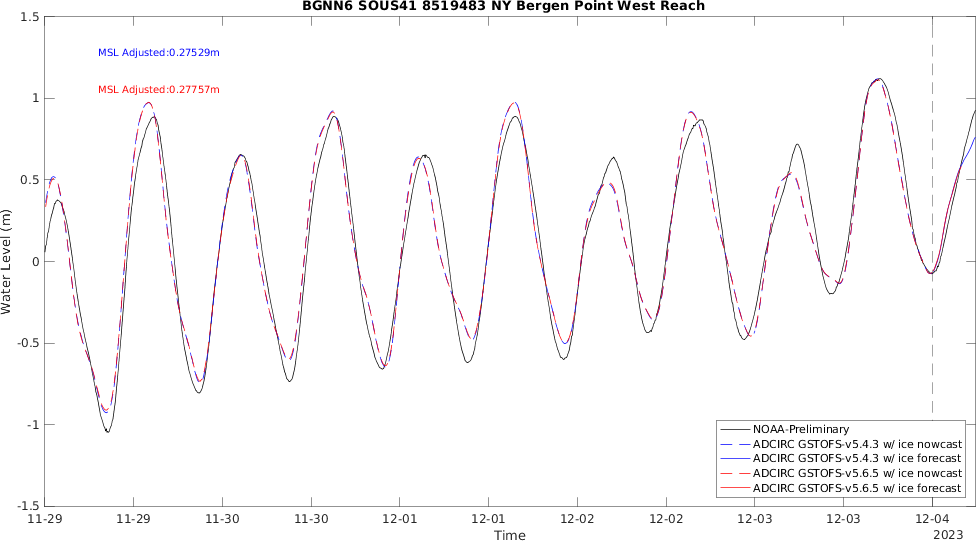 BGNN6 SOUS41 8519483 NY Bergen Point West Reach
MSL Adjusted:0.27529m
MSL Adjusted:0.27757m
Water Level (m)
1.5
1
0.5
0
-0.5
-1
-1.5
NOAA-Preliminary
ADCIRC GSTOFS-v5.4.3 w/ ice nowcast
ADCIRC GSTOFS-v5.4.3 w/ ice forecast
ADCIRC GSTOFS-v5.6.5 w/ ice nowcast
ADCIRC GSTOFS-v5.6.5 w/ ice forecast
11-29 11-29 11-30 11-30 12-01 12-01 12-02 12-02 12-03 12-03 12-04
2023
Time